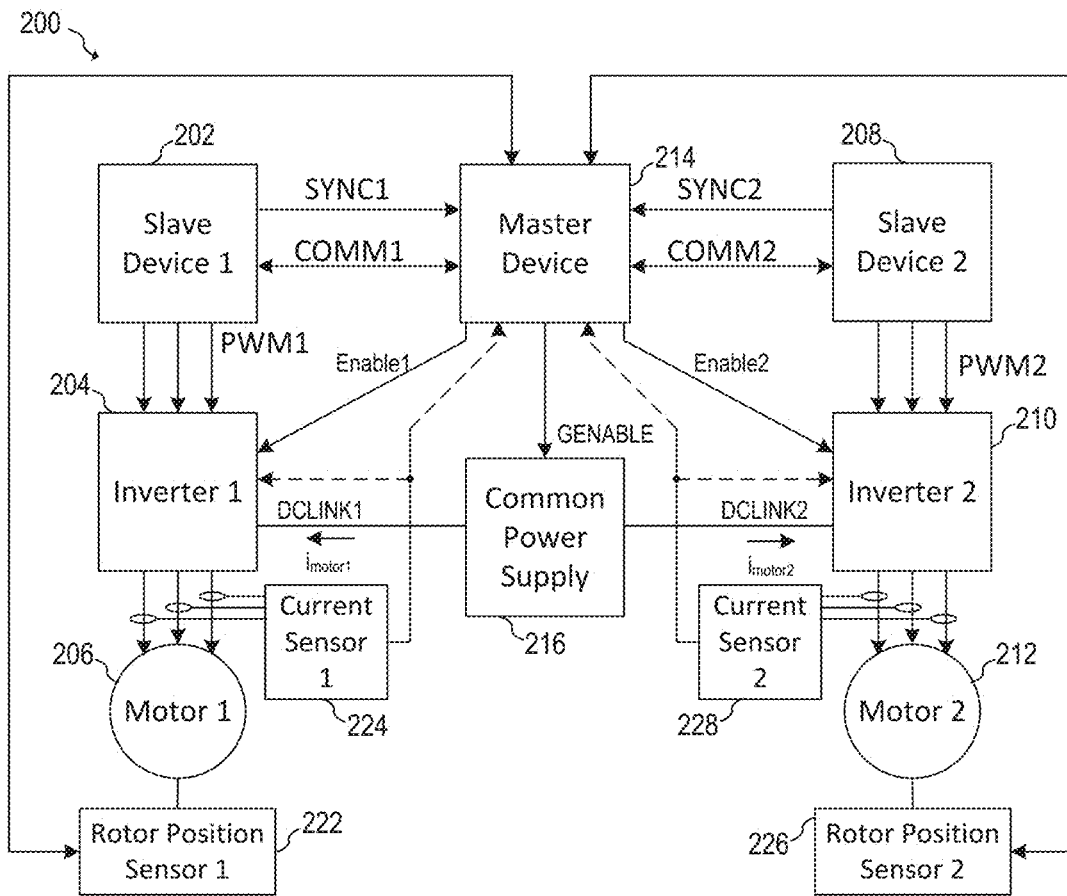 200
202
Slave
Device 1
SYNC1
COMM1
214
Master
Device
SYNC2
COMM2
208
Slave
Device 2
PWM1
Enable1
Enable2
PWM2
204
Inverter 1
GENABLE
210
Inverter 2
DCLINK1
imotor1
Common
Power
Supply
216
DCLINK2
imotor2
Current
Sensor
1
224
Current
Sensor
2
228
206
Motor 1
212
Motor 2
Rotor Position
Sensor 1
222
226
Rotor Position
Sensor 2